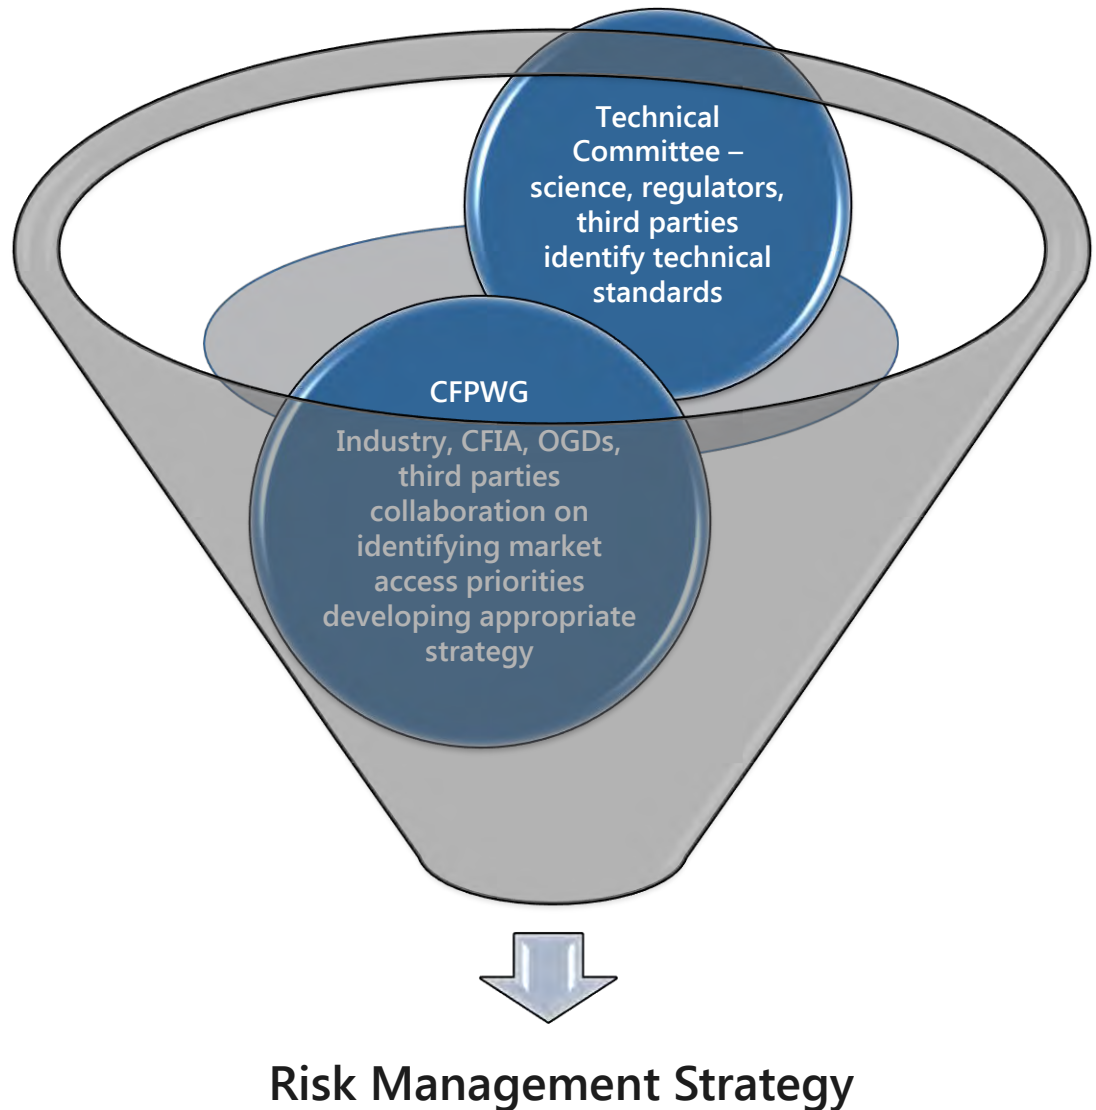 Technical
Committee –
science, regulators,
third parties
identify technical
standards
CFPWG
Industry, CFIA, OGDs,
third parties
collaboration on
identifying market
access priorities
developing appropriate
strategy
Risk Management Strategy